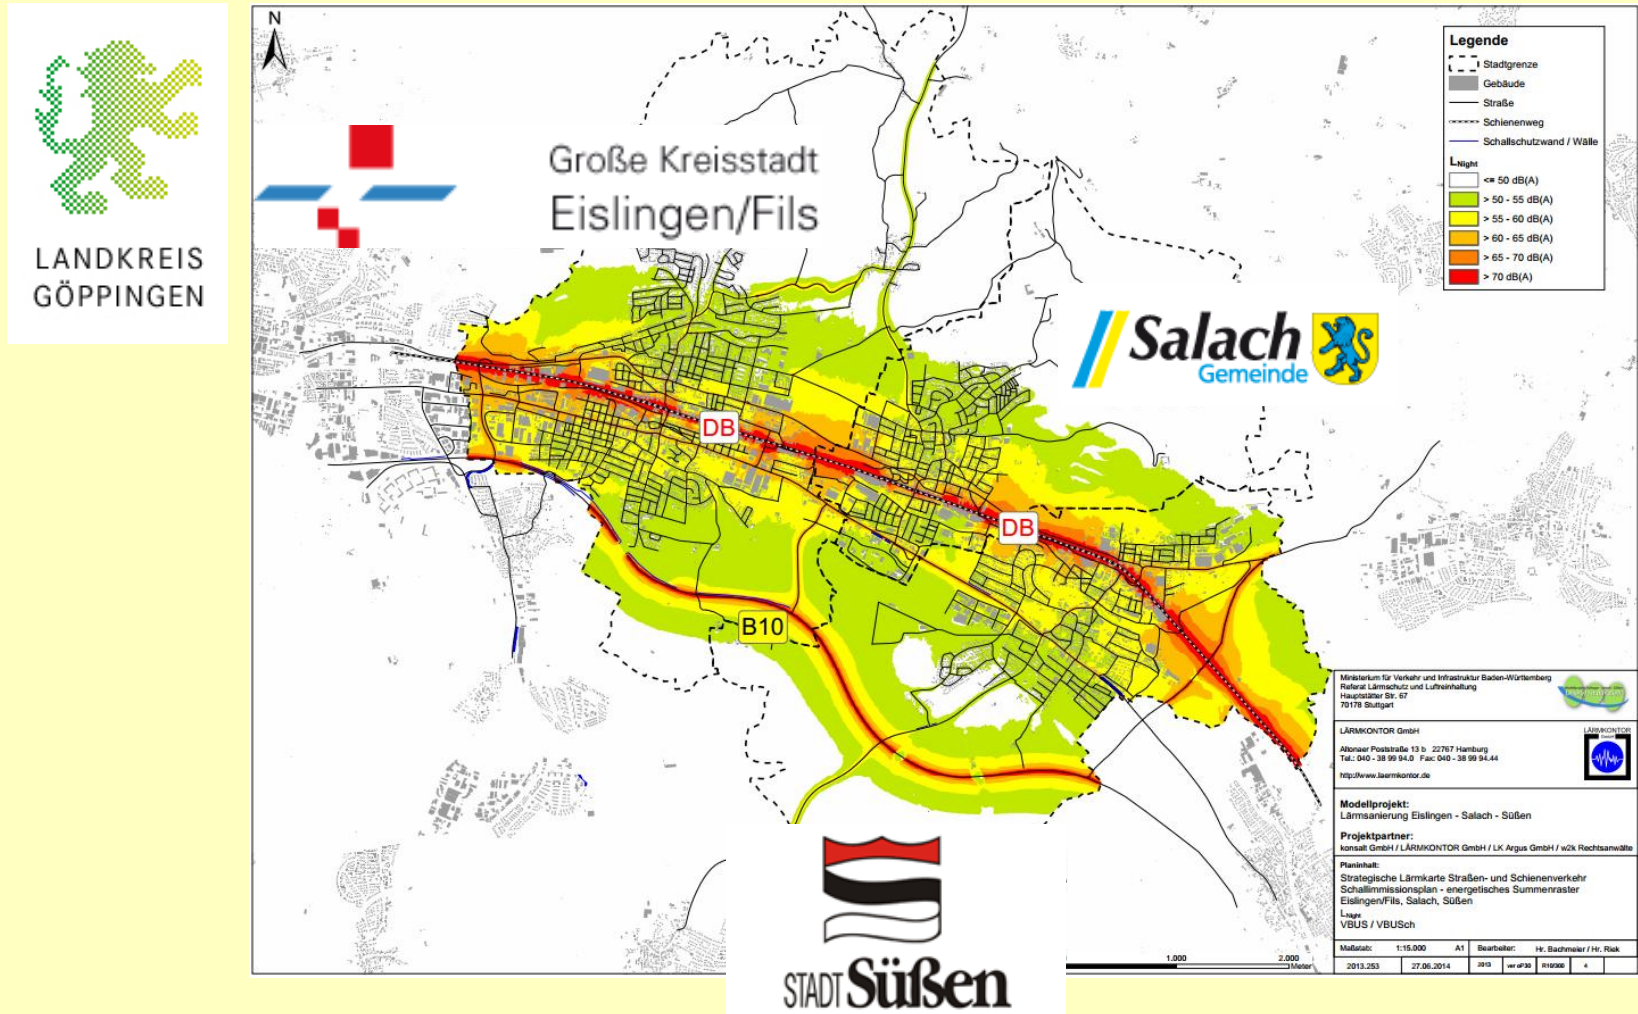 LANDKREIS
GÖPPINGEN
N
Große Kreisstadt
Eislingen/Fils
Salach
Gemeinde
DB
DB
B10
STADT Süßen
Legende
Stadtgrenze
Gebäude
Straße
Schienenweg
Schallschutzwand / Wälle
LNight
<= 50 dB(A)
> 50 - 55 dB(A)
> 55 - 60 dB(A)
> 60 - 65 dB(A)
> 65 - 70 dB(A)
> 70 dB(A)
1.000
2.000
Meter
Ministerium für Verkehr und Infrastruktur Baden-Württemberg
Referat Lärmschutz und Luftreinhaltung
Hauptstätter Str. 67
70178 Stuttgart
LÄRMKONTOR GmbH
Altonaer Poststraße 13 b 22767 Hamburg
Tel.: 040 - 38 99 94.0 Fax: 040 - 38 99 94.44
http://www.laermkontor.de
LÄRMKONTOR
GmbH
Modellprojekt:
Lärmsanierung Eislingen - Salach - Süßen
Projektpartner:
konsalt GmbH / LÄRMKONTOR GmbH / LK Argus GmbH / w2k Rechtsanwälte
Planinhalt:
Strategische Lärmkarte Straßen- und Schienenverkehr
Schallimmissionsplan - energetisches Summenraster
Eislingen/Fils, Salach, Süßen
LNight
VBUS / VBUSch
Maßstab: 1:15.000 A1 Bearbeiter: Hr. Bachmeier / Hr. Riek
2013.253 27.06.2014 2013